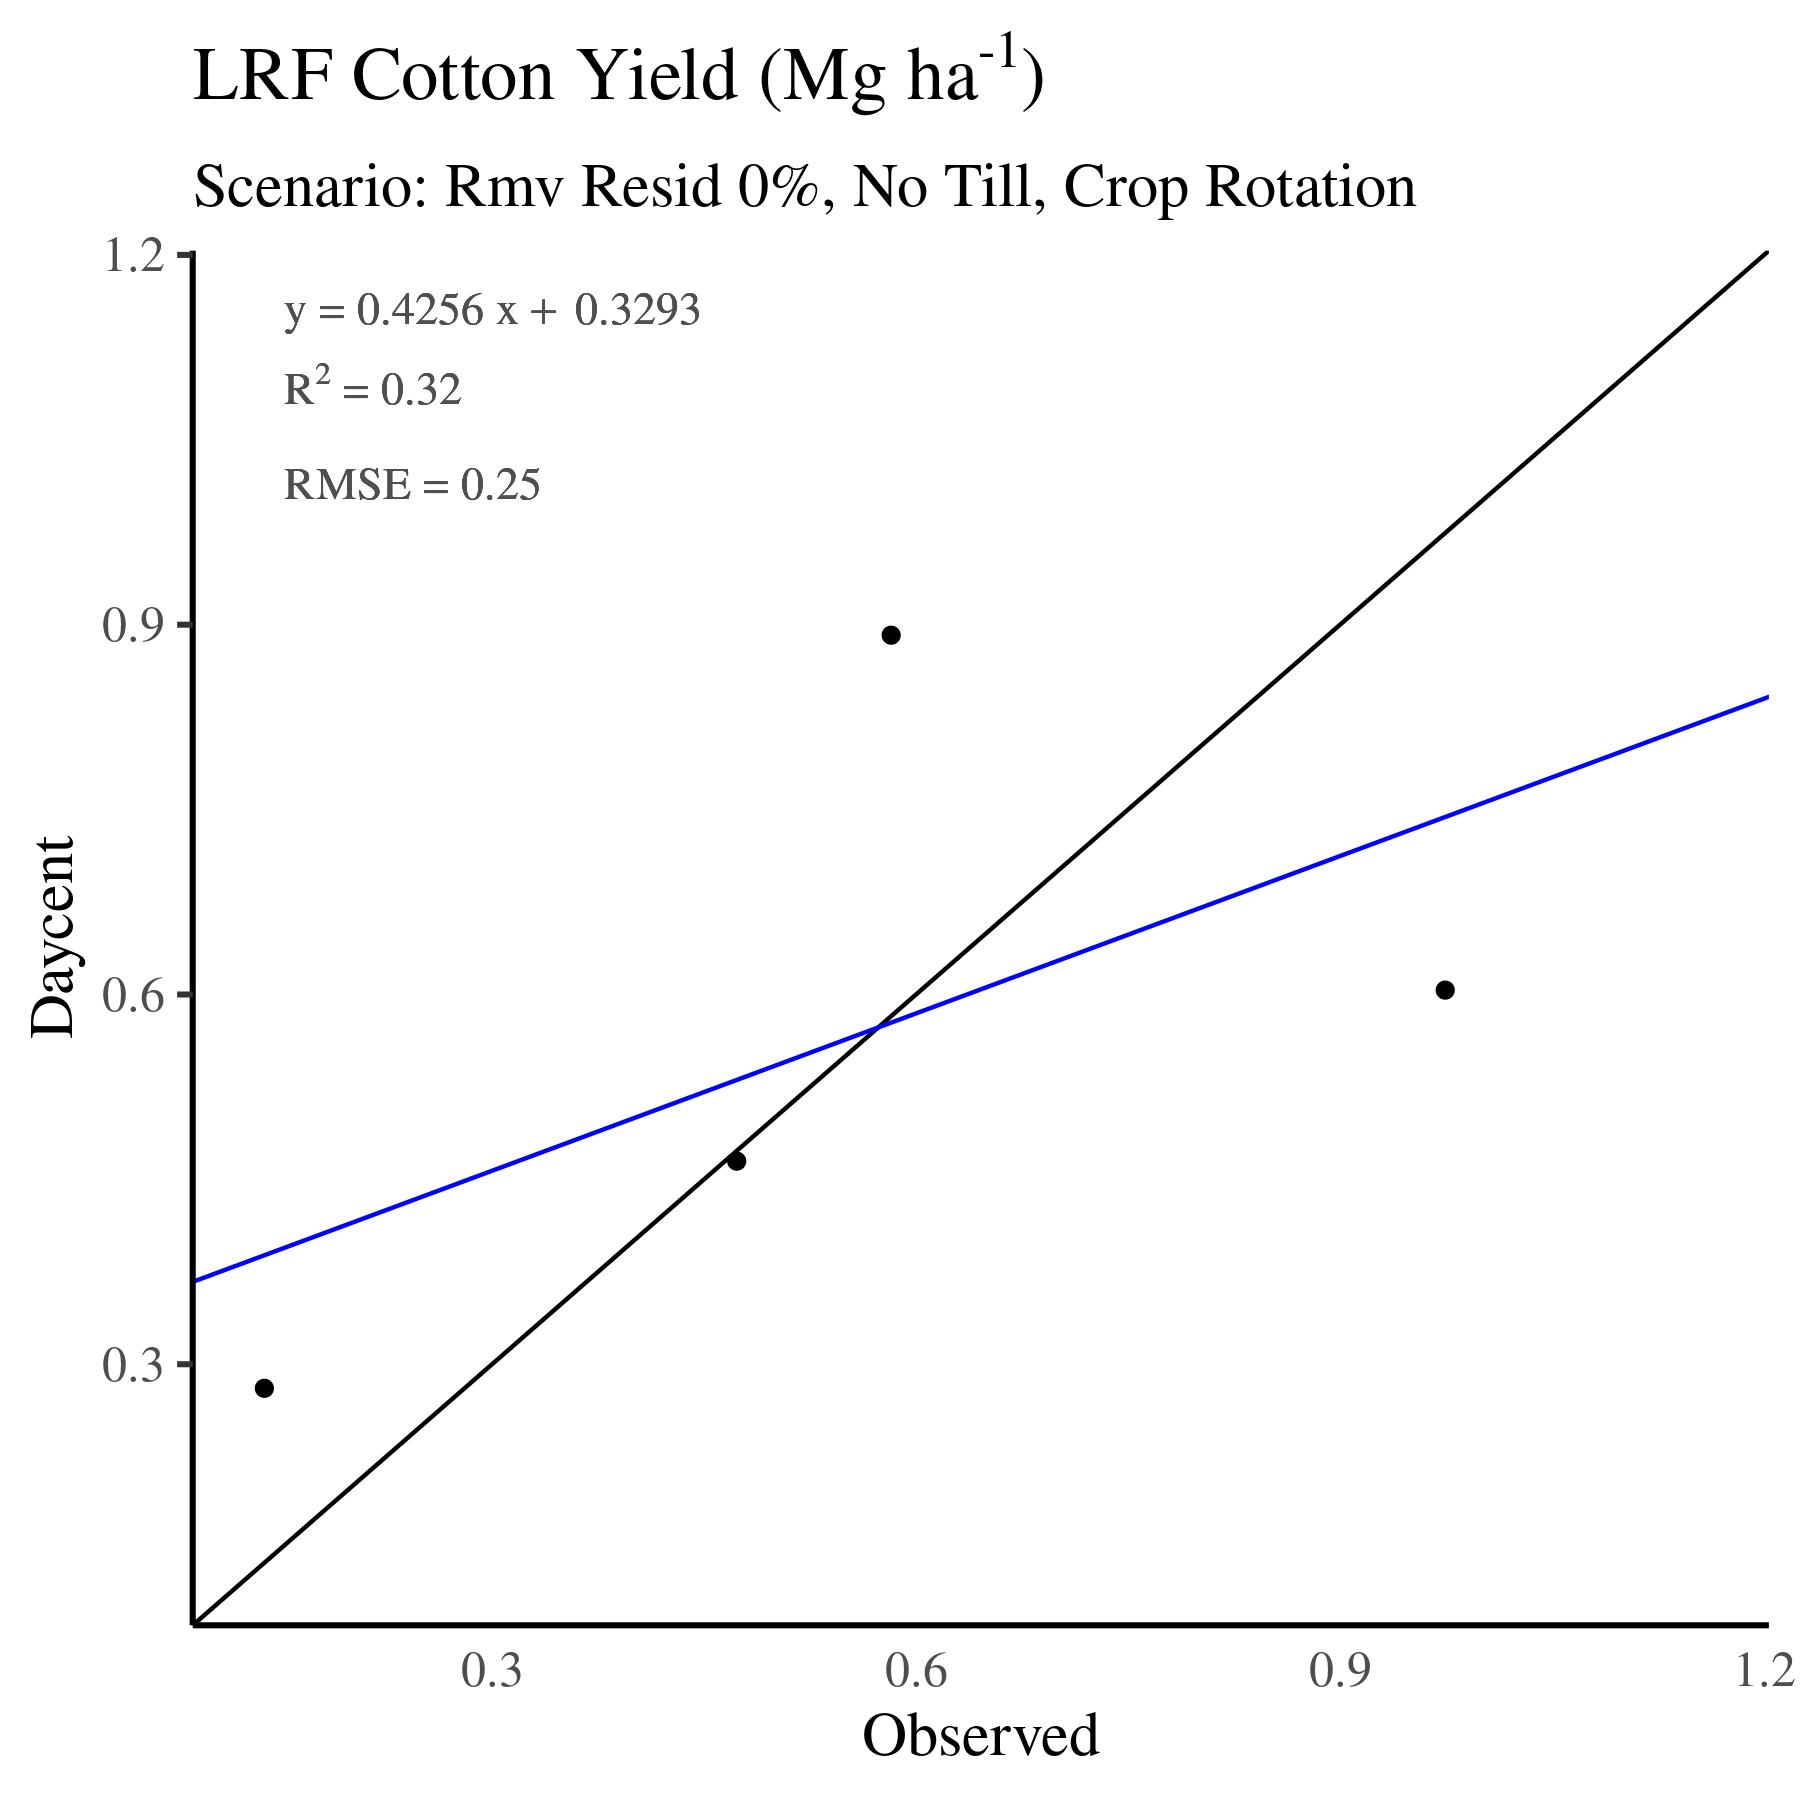 LRF Cotton Yield (Mg ha-1)
Scenario: Rmv Resid 0%, No Till, Crop Rotation
1.2
y = 0.4256 x + 0.3293
R2 = 0.32
RMSE = 0.25
0.9
Daycent
0.6
0.3
0.3 0.6 0.9 1.2
Observed